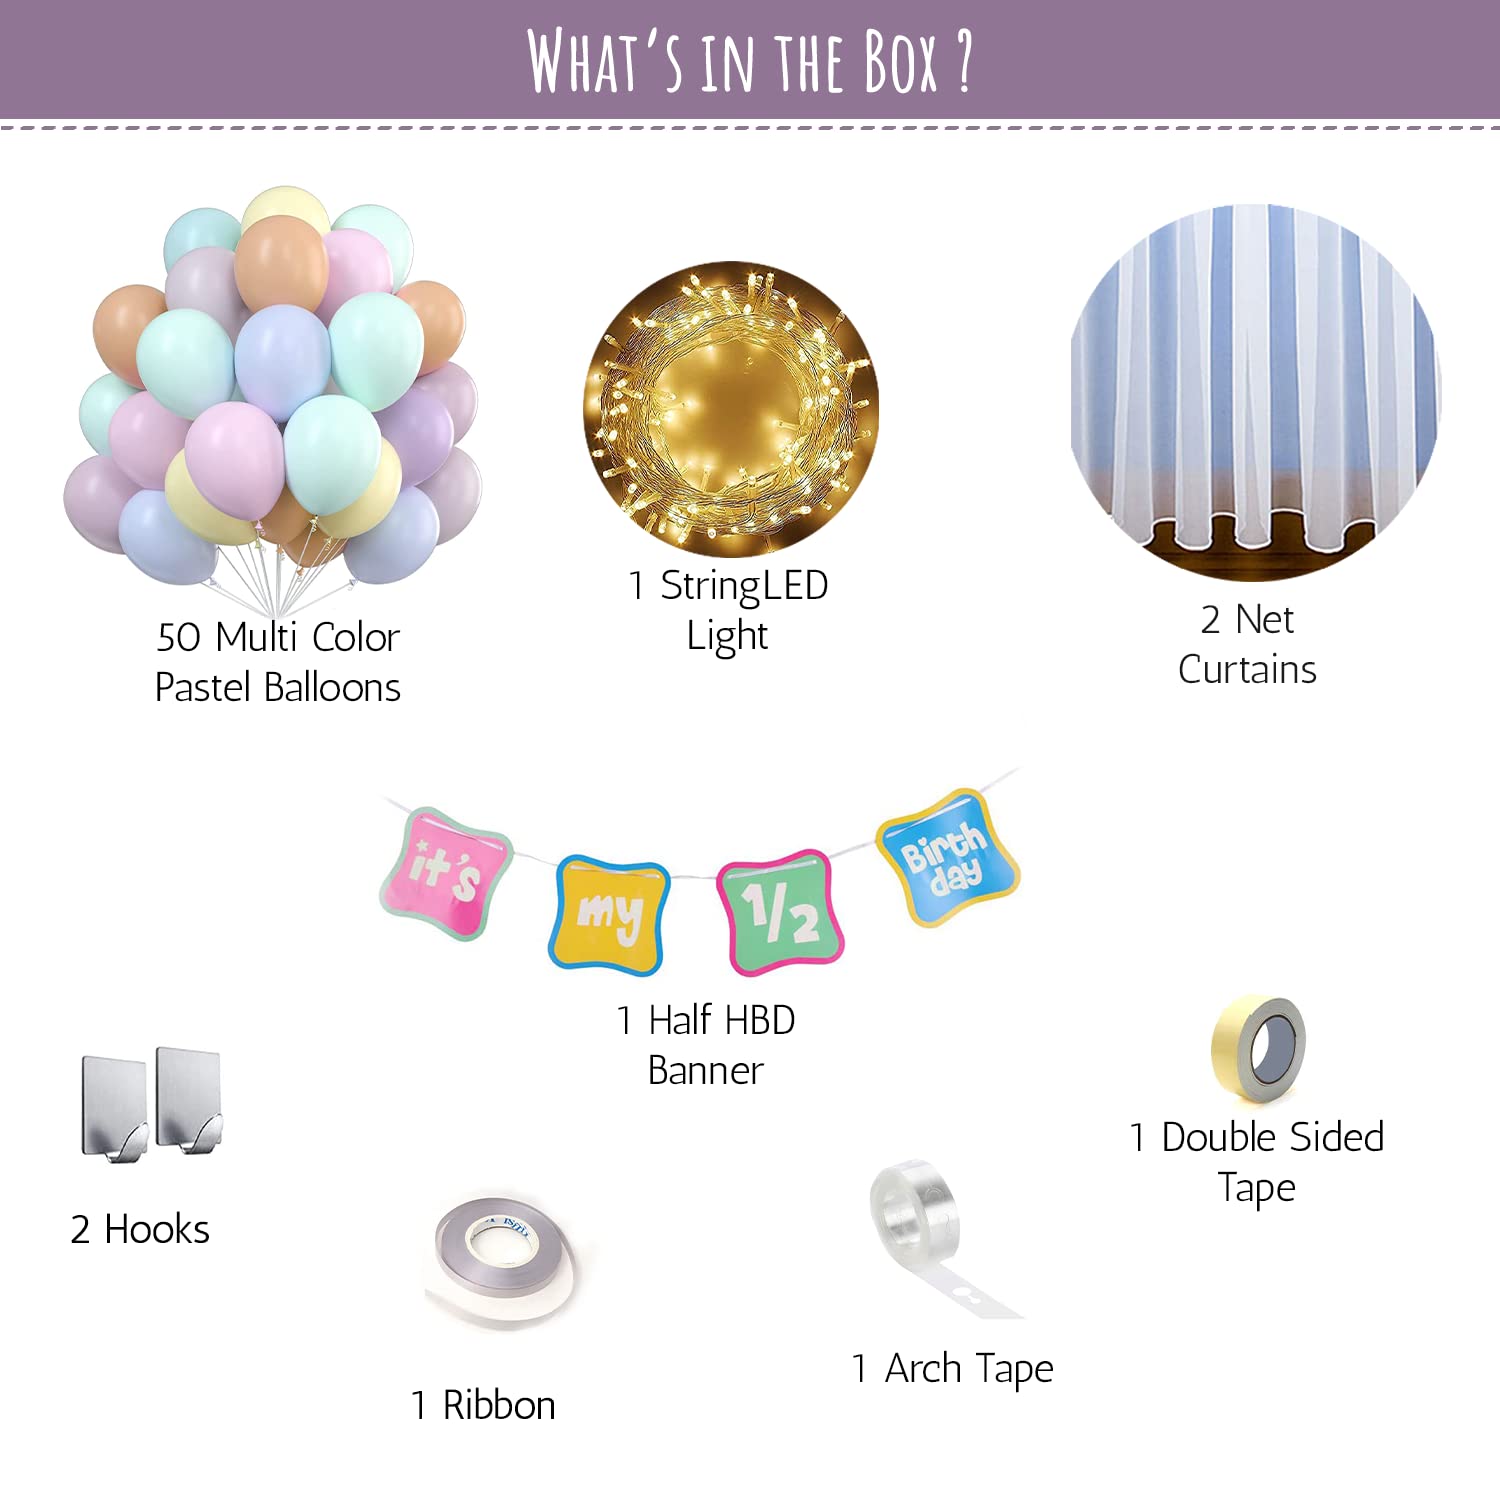 WHAT'S IN THE BOX ?
50 Multi Color
Pastel Balloons
1 StringLED
Light
2 Net
Curtains
it's
my
1/2
Birth
day
1 Half HBD
Banner
1 Double Sided
Tape
2 Hooks
1 Arch Tape
1 Ribbon